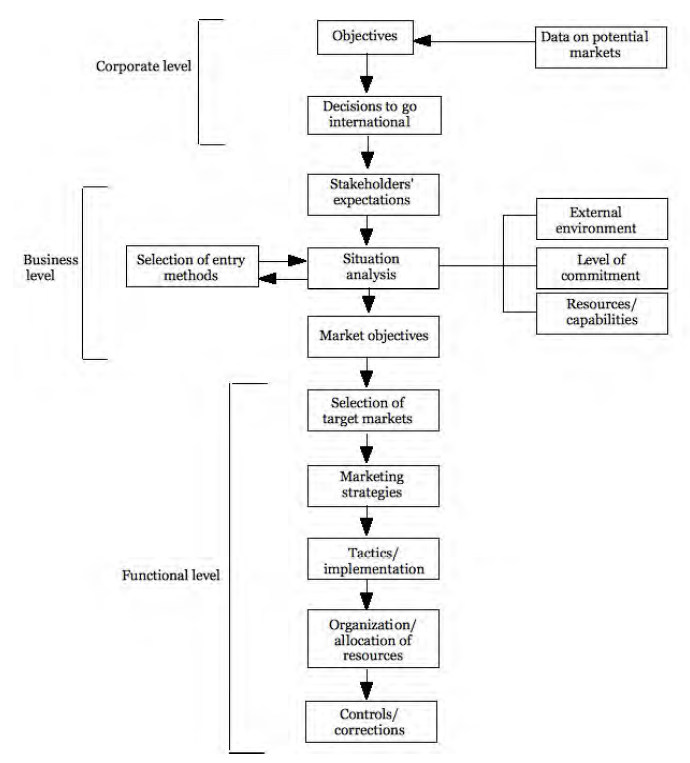 Objectives
Data on potential
markets
Corporate level
Decisions to go
international
Stakeholders'
expectations
External
environment
Business
level
Selection of entry
methods
Situation
analysis
Level of
commitment
Resources/
capabilities
Market objectives
Selection of
target markets
Marketing
strategies
Functional level
Tactics/
implementation
Organization/
allocation of
resources
Controls/
corrections